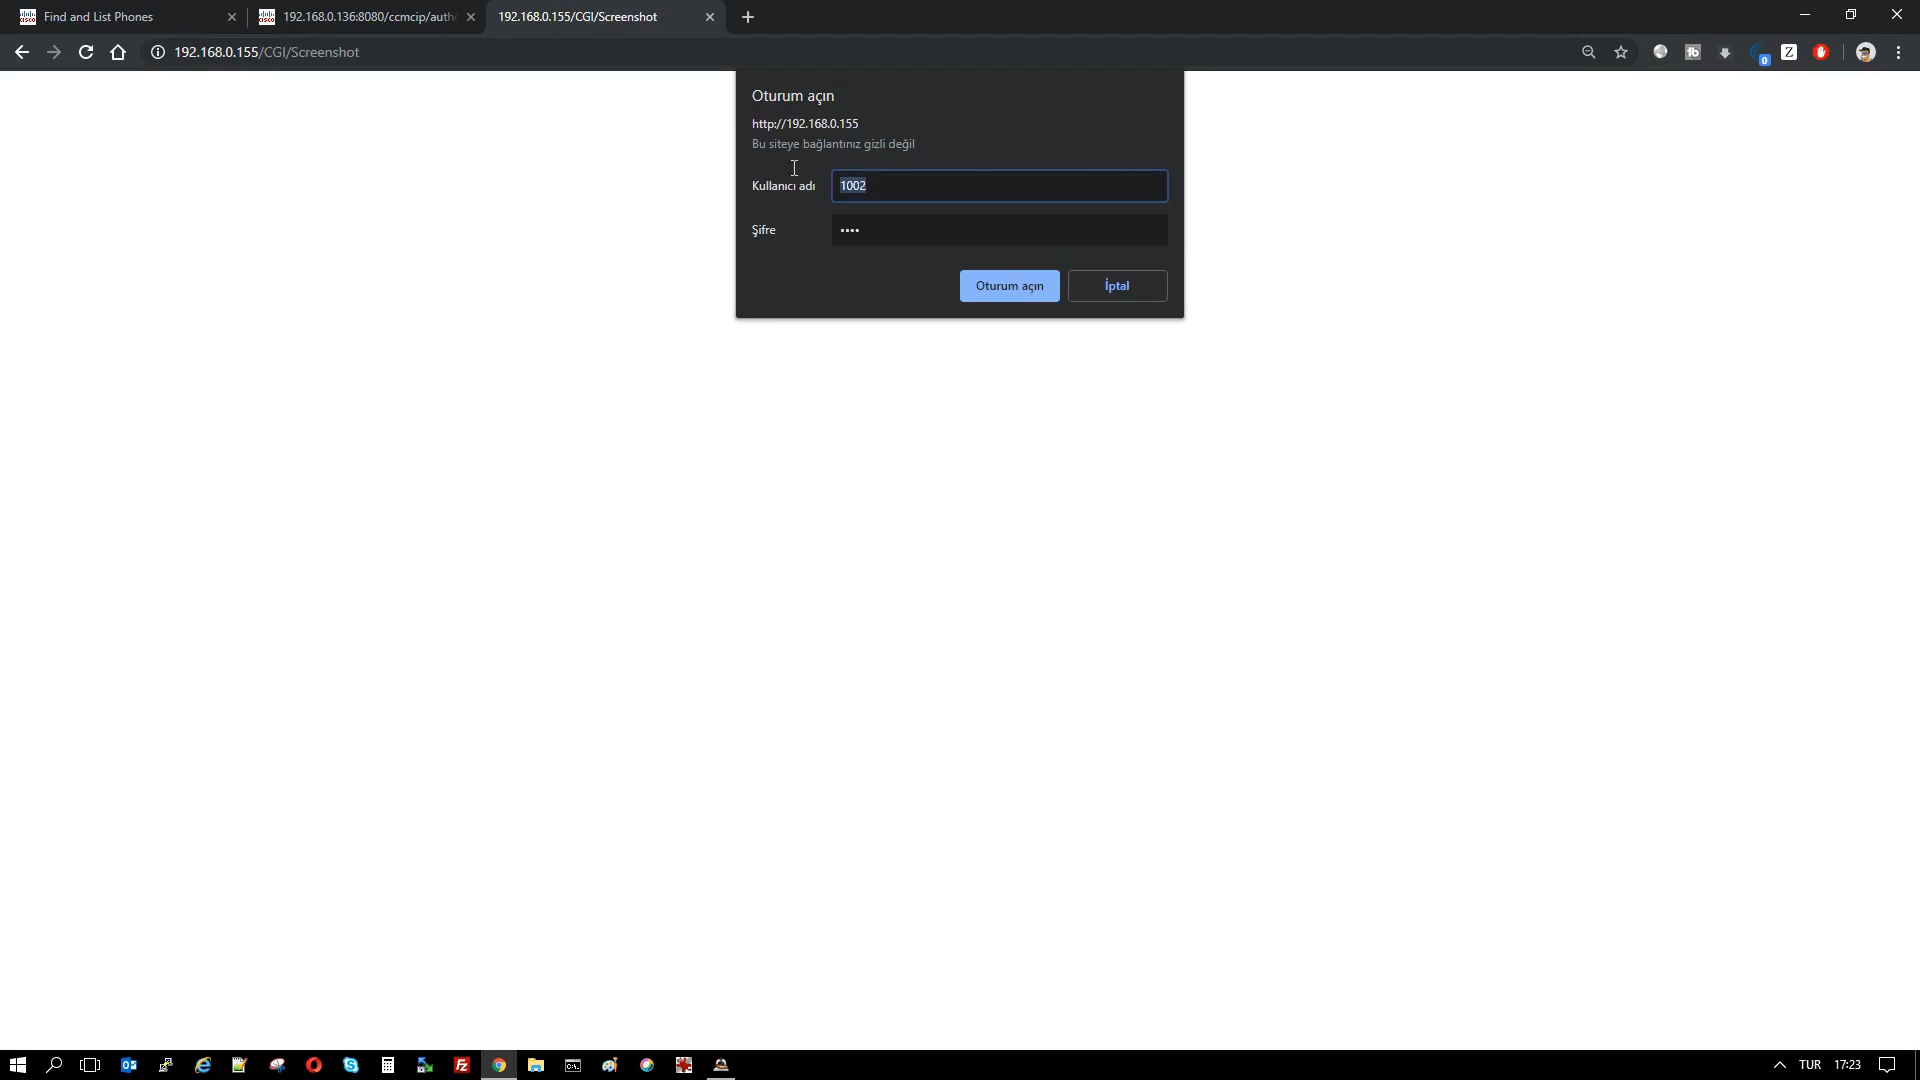 Find and List Phones
192.168.0.136:8080/ccmcip/authe
192.168.0.155/CGI/Screenshot
192.168.0.155/CGI/Screenshot
0
Z
Oturum açın
http://192.168.0.155
Bu siteye bağlantınız gizli değil
Kullanıcı adı
1002
Şifre
••••
Oturum açın
İptal
TUR
17:23